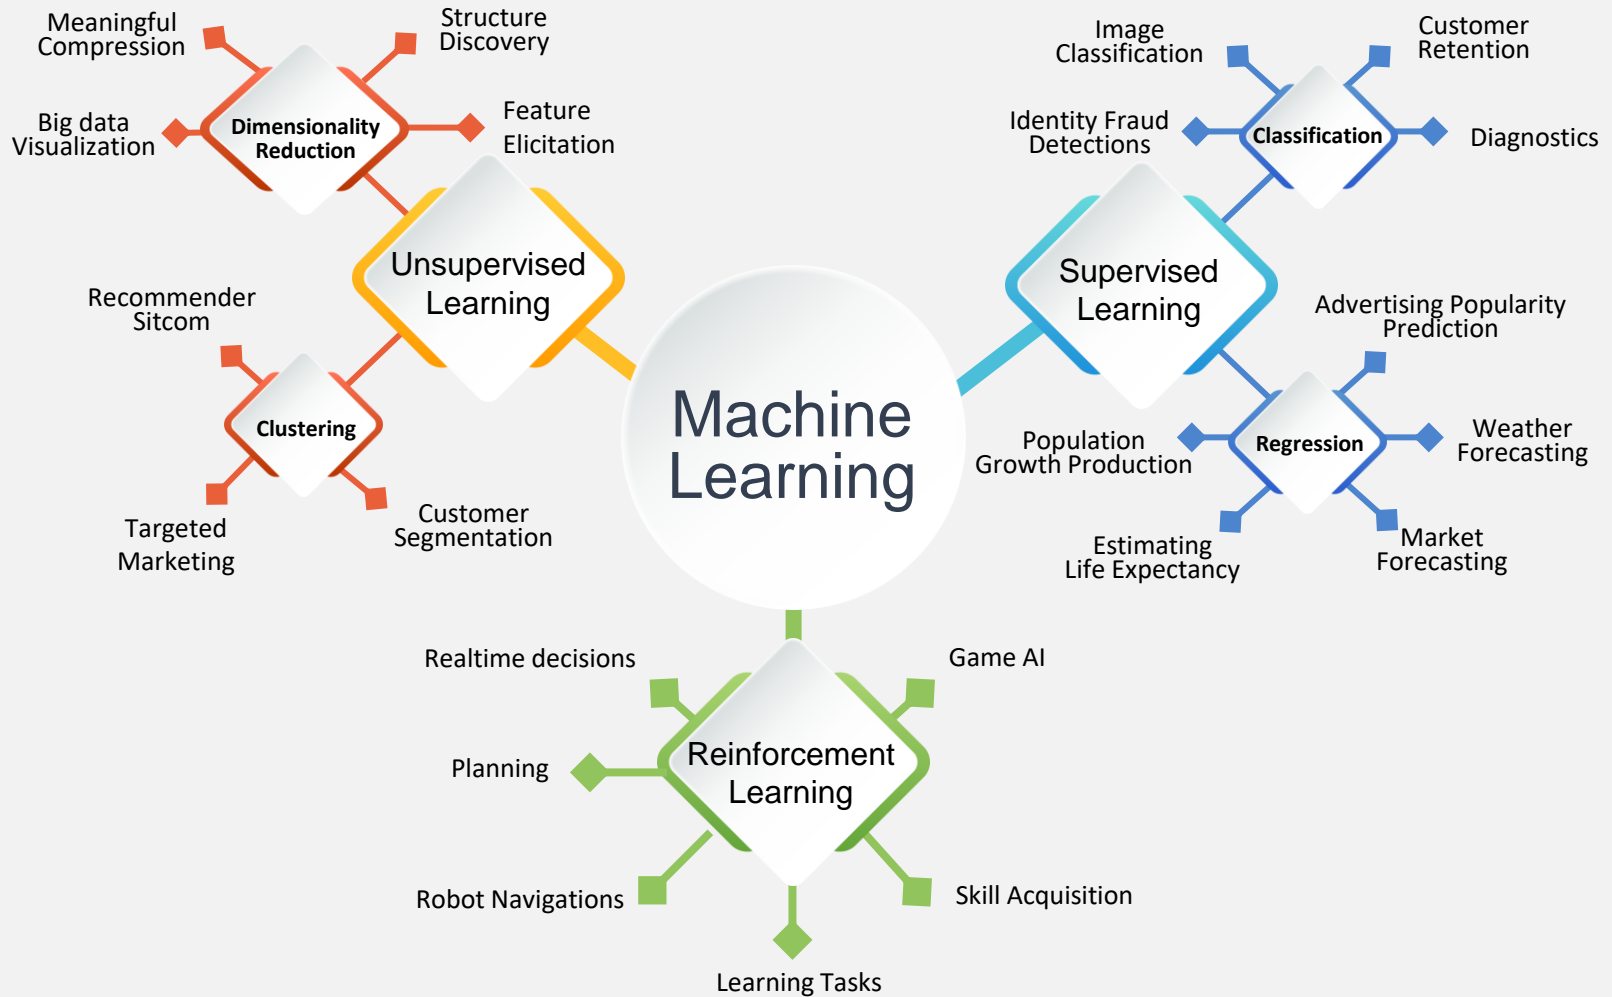 Meaningful
Compression
Structure
Discovery
Big data
Visualization
Dimensionality
Reduction
Feature
Elicitation
Unsupervised
Learning
Recommender
Sitcom
Clustering
Targeted
Marketing
Customer
Segmentation
Machine
Learning
Image
Classification
Customer
Retention
Identity Fraud
Detections
Classification
Diagnostics
Supervised
Learning
Advertising Popularity
Prediction
Population
Growth Production
Regression
Weather
Forecasting
Estimating
Life Expectancy
Market
Forecasting
Realtime decisions
Game AI
Planning
Reinforcement
Learning
Robot Navigations
Skill Acquisition
Learning Tasks